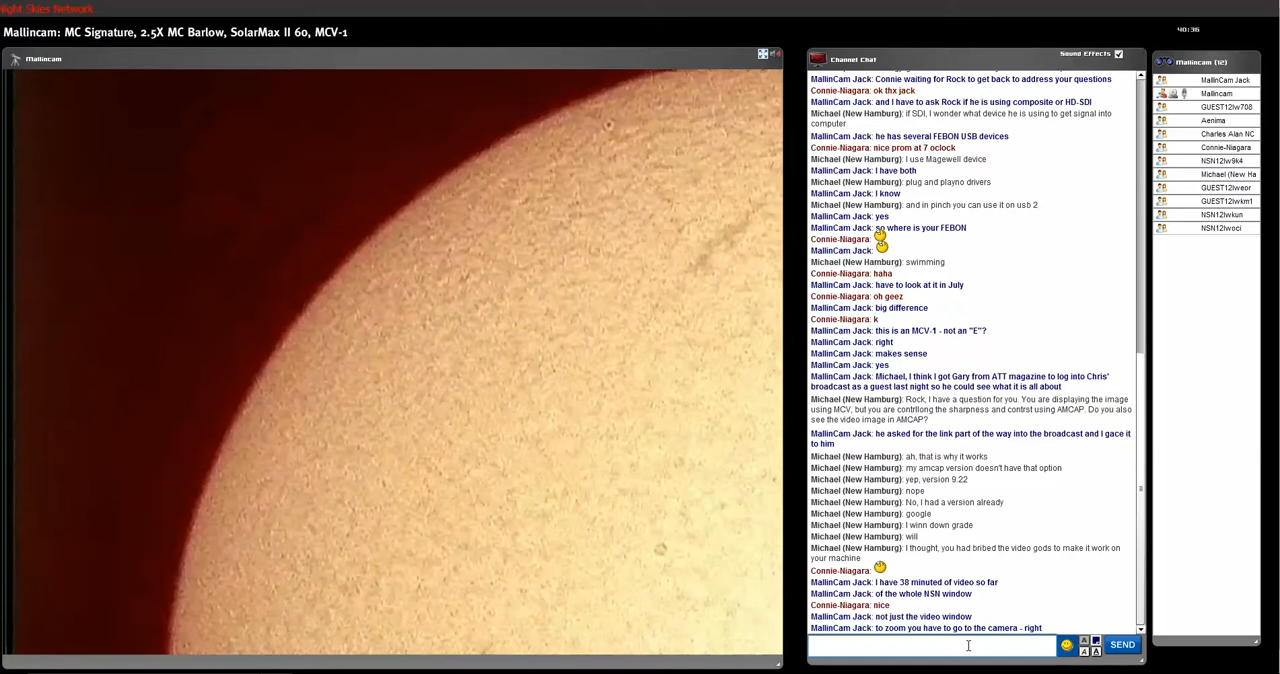 Night Skies Network
Mallincam: MC Signature, 2.5X MC Barlow, SolarMax II 60, MCV-1
40:36
Mallincam
Channel Chat
Sound Effects
MallinCam Jack: Connie waiting for Rock to get back to address your questions
Connie-Niagara: ok thx jack
MallinCam Jack: and I have to ask Rock if he is using composite or HD-SDI
Michael (New Hamburg): if SDI, I wonder what device he is using to get signal into
computer
MallinCam Jack: he has several FEBON USB devices
Connie-Niagara: nice prom at 7 oclock
Michael (New Hamburg): I use Magewell device
MallinCam Jack: I have both
Michael (New Hamburg): plug and playno drivers
MallinCam Jack: I know
Michael (New Hamburg): and in pinch you can use it on usb 2
MallinCam Jack: yes
MallinCam Jack: so where is your FEBON
Connie-Niagara:
MallinCam Jack:
Michael (New Hamburg): swimming
Connie-Niagara: haha
MallinCam Jack: have to look at it in July
Connie-Niagara: oh geez
MallinCam Jack: big difference
Connie-Niagara: k
MallinCam Jack: this is an MCV-1 - not an "E"?
MallinCam Jack: right
MallinCam Jack: makes sense
MallinCam Jack: yes
MallinCam Jack: Michael, I think I got Gary from ATT magazine to log into Chris'
broadcast as a guest last night so he could see what it is all about
Michael (New Hamburg): Rock, I have a question for you. You are displaying the image
using MCV, but you are contrllong the sharpness and contrst using AMCAP. Do you also
see the video image in AMCAP?
MallinCam Jack: he asked for the link part of the way into the broadcast and I gace it
to him
Michael (New Hamburg): ah, that is why it works
Michael (New Hamburg): my amcap version doesn't have that option
Michael (New Hamburg): yep, version 9.22
Michael (New Hamburg): nope
Michael (New Hamburg): No, I had a version already
Michael (New Hamburg): google
Michael (New Hamburg): I winn down grade
Michael (New Hamburg): will
Michael (New Hamburg): I thought, you had bribed the video gods to make it work on
your machine
Connie-Niagara:
MallinCam Jack: I have 38 minuted of video so far
MallinCam Jack: of the whole NSN window
Connie-Niagara: nice
MallinCam Jack: not just the video window
MallinCam Jack: to zoom you have to go to the camera - right
A
A A
SEND
Mallincam (12)
MallinCam Jack
Mallincam
GUEST12lw708
Aenima
Charles Alan NC
Connie-Niagara
NSN12lw9k4
Michael (New Ha
GUEST12lweor
GUEST12lwkm1
NSN12lwkun
NSN12lwoci